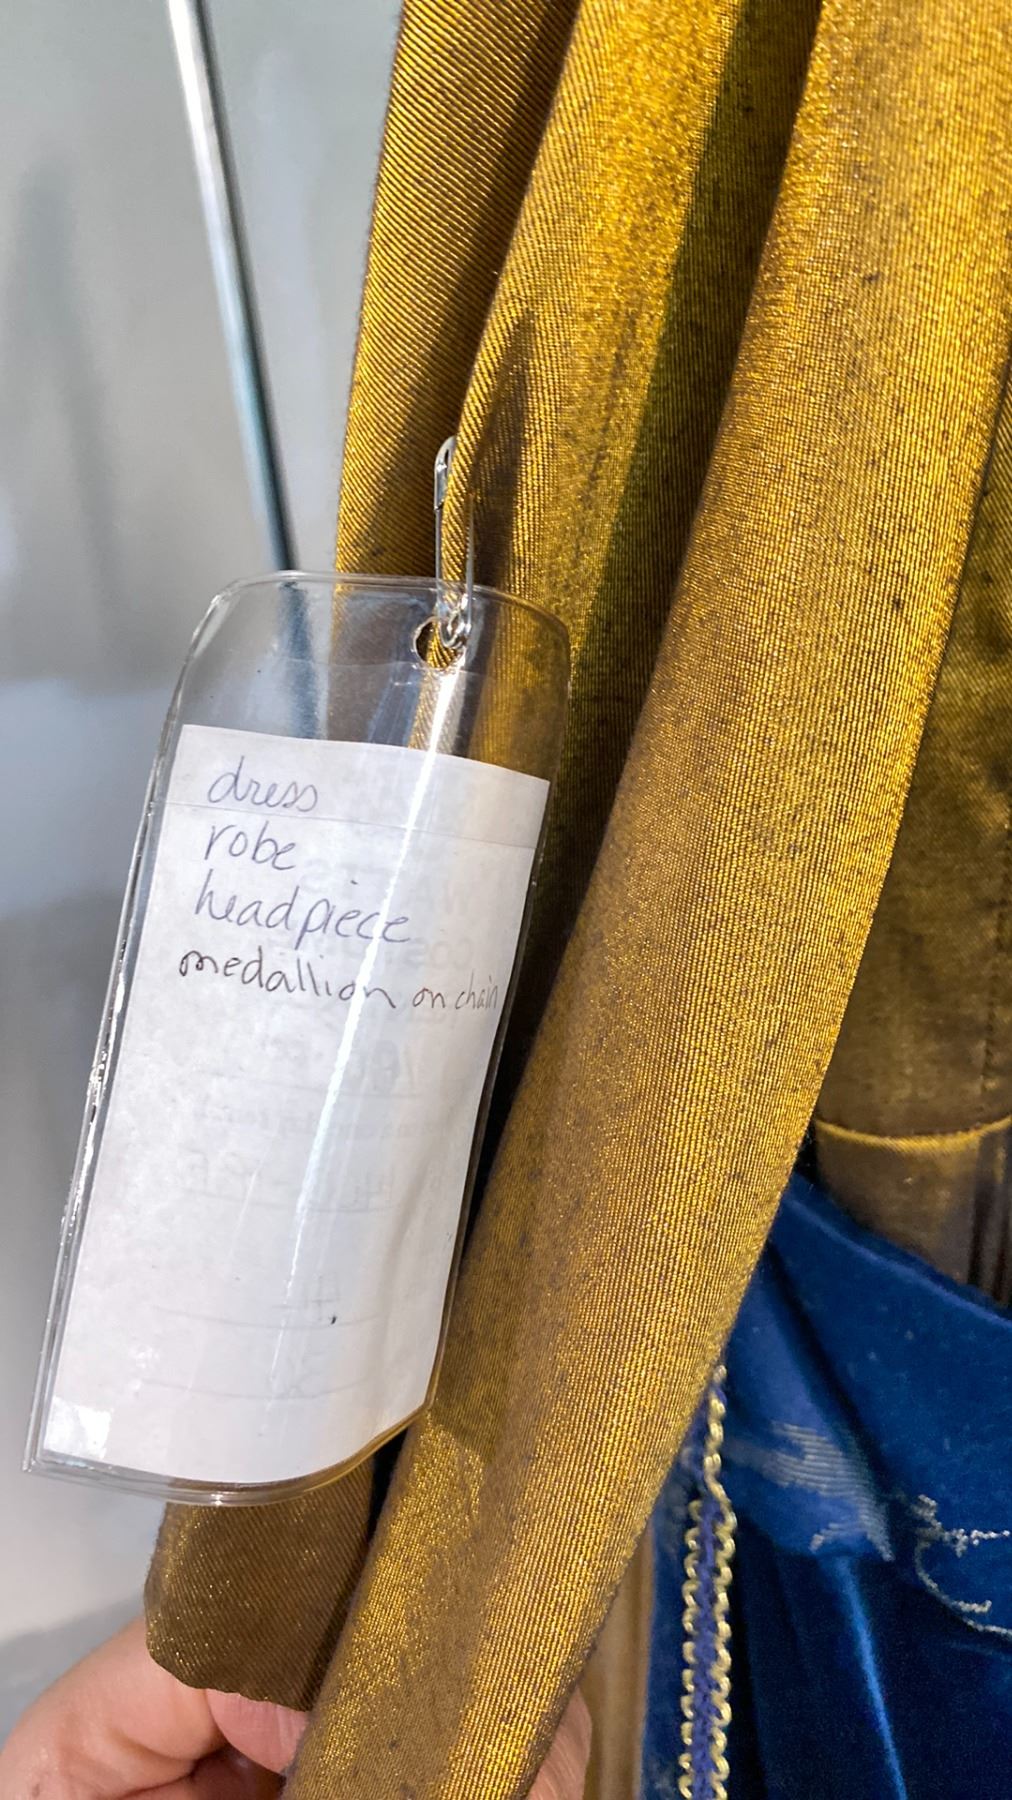 dress
robe
headpiece
medallion on chain